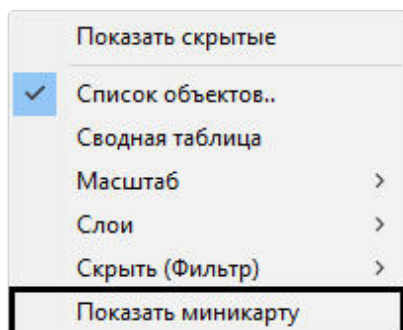 Показать скрытые
Список объектов..
Сводная таблица
Масштаб
Слои
Скрыть (Фильтр)
Показать миникарту